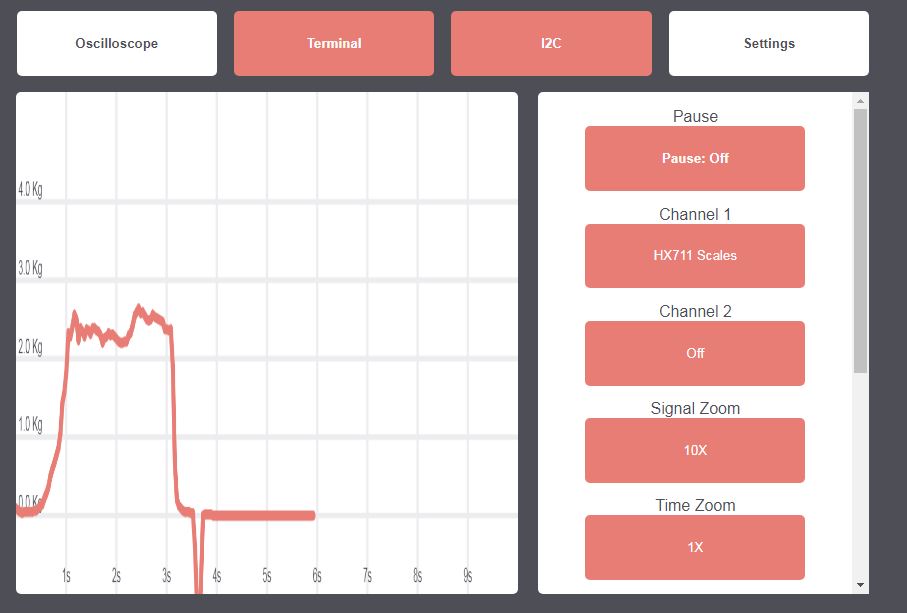 Oscilloscope
Terminal
I2C
Settings
4.0 Kg
3.0 Kg
2.0 Kg
1.0 Kg
0.0 Kg
1s
2s
3s
4s
5s
6s
7s
8s
9s
Pause
Pause: Off
Channel 1
HX711 Scales
Channel 2
Off
Signal Zoom
10X
Time Zoom
1X